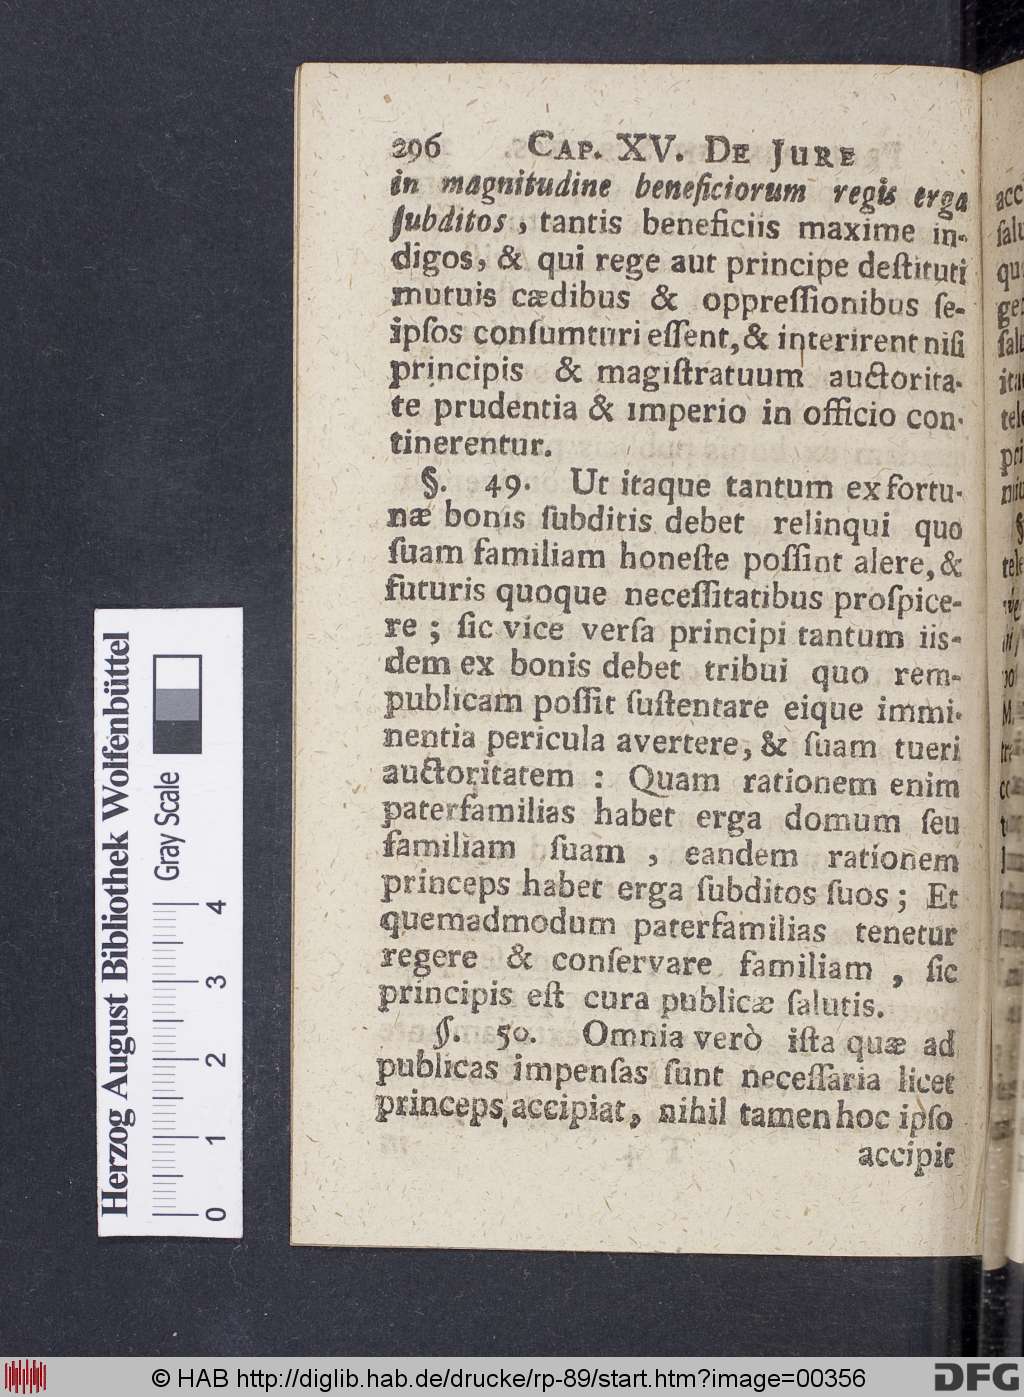 296 CAP. XV. DE JURE
in magnitudine beneficiorum regis erga
ſubditos, tantis beneficiis maxime in-
digos, & qui rege aut principe deſtituti
mutuis cædibus & oppreſſionibus ſe-
ipſos conſumturi eſſent, & interirent niſi
principis & magiſtratuum auctorita-
te prudentia & imperio in officio con-
tinerentur.
§. 49. Ut itaque tantum ex fortu-
næ bonis ſubditis debet relinqui quo
ſuam familiam honeſte poſſint alere, &
futuris quoque neceſſitatibus proſpice-
re; ſic vice verſa principi tantum iis-
dem ex bonis debet tribui quo rem-
publicam poſſit ſuſtentare eique immi-
nentia pericula avertere, & ſuam tueri
auctoritatem : Quam rationem enim
paterfamilias habet erga domum ſeu
familiam ſuam, eandem rationem
princeps habet erga ſubditos ſuos; Et
quemadmodum paterfamilias tenetur
regere & conſervare familiam, ſic
principis eſt cura publicæ ſalutis.
§. 50. Omnia verò iſta quæ ad
publicas impenſas ſunt neceſſaria licet
princeps accipiat, nihil tamen hoc ipſo
accipit
Herzog August Bibliothek Wolfenbüttel
Gray Scale
0 1 2 3 4
© HAB http://diglib.hab.de/drucke/rp-89/start.htm?image=00356
DFG